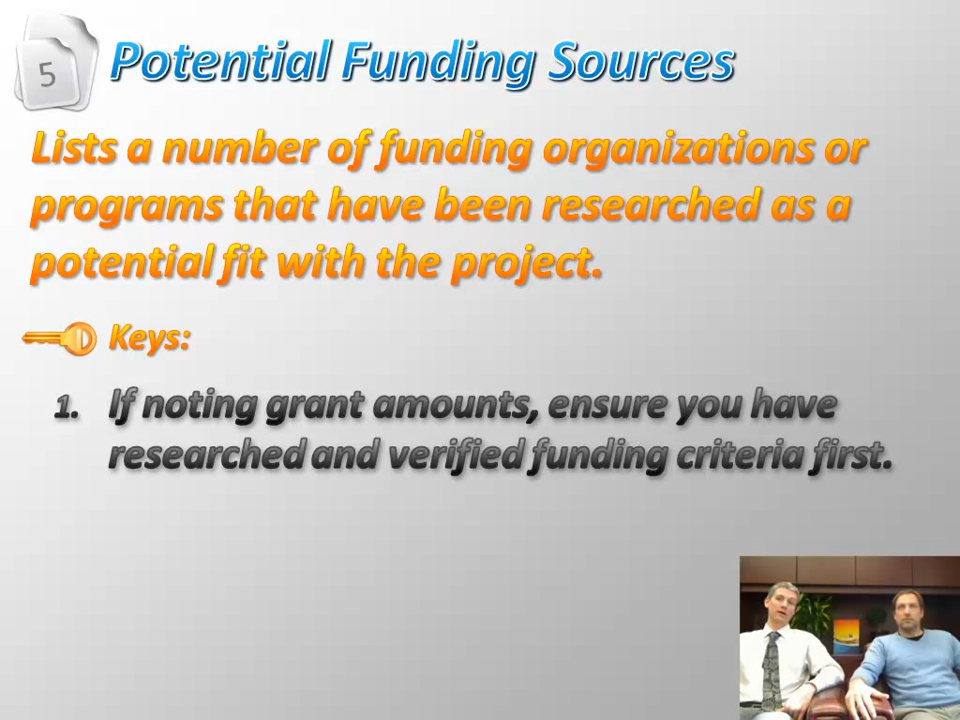 5
Potential Funding Sources
Lists a number of funding organizations or
programs that have been researched as a
potential fit with the project.
Keys:
1. If noting grant amounts, ensure you have
researched and verified funding criteria first.